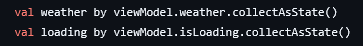 val weather by viewModel.weather.collectAsState()
val loading by viewModel.isLoading.collectAsState()